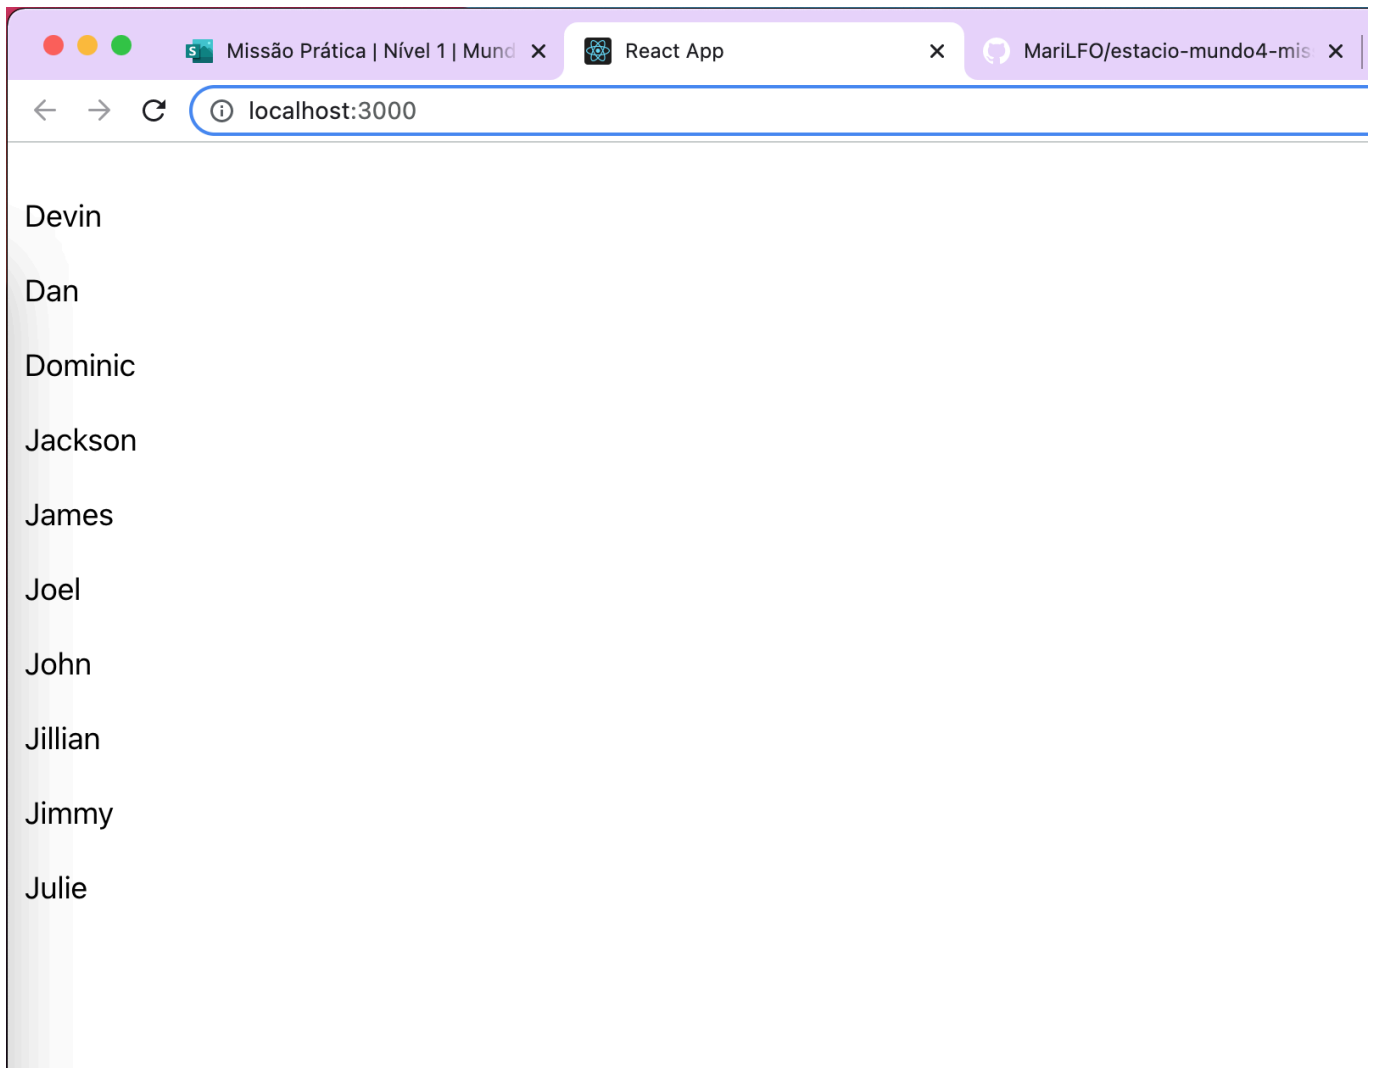 Missão Prática | Nível 1 | Mund
React App
MariLFO/estacio-mundo4-mis
localhost:3000
Devin
Dan
Dominic
Jackson
James
Joel
John
Jillian
Jimmy
Julie